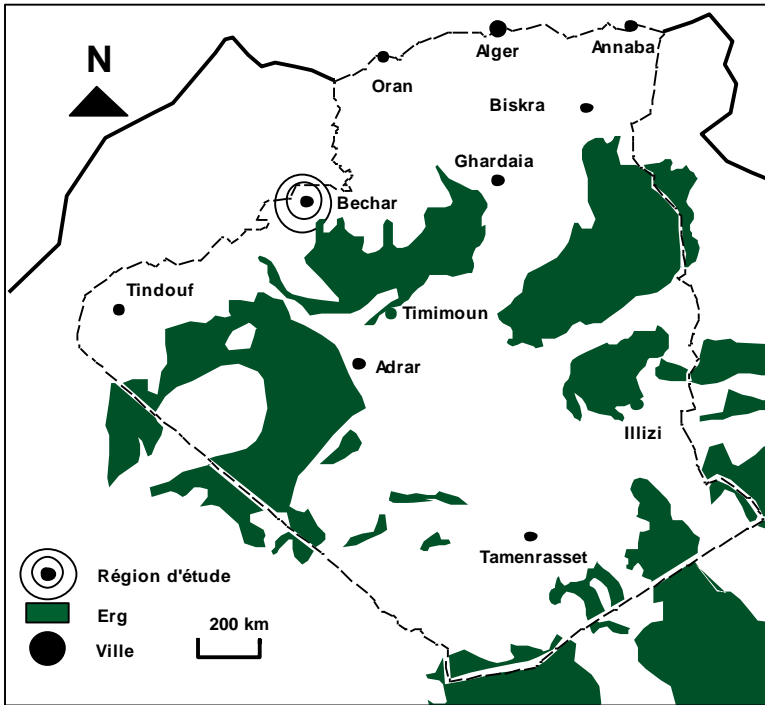 N
Alger
Annaba
Oran
Biskra
Ghardaia
Bechar
Tindouf
Timimoun
Adrar
Illizi
Tamenrasset
Région d'étude
Erg
200 km
Ville